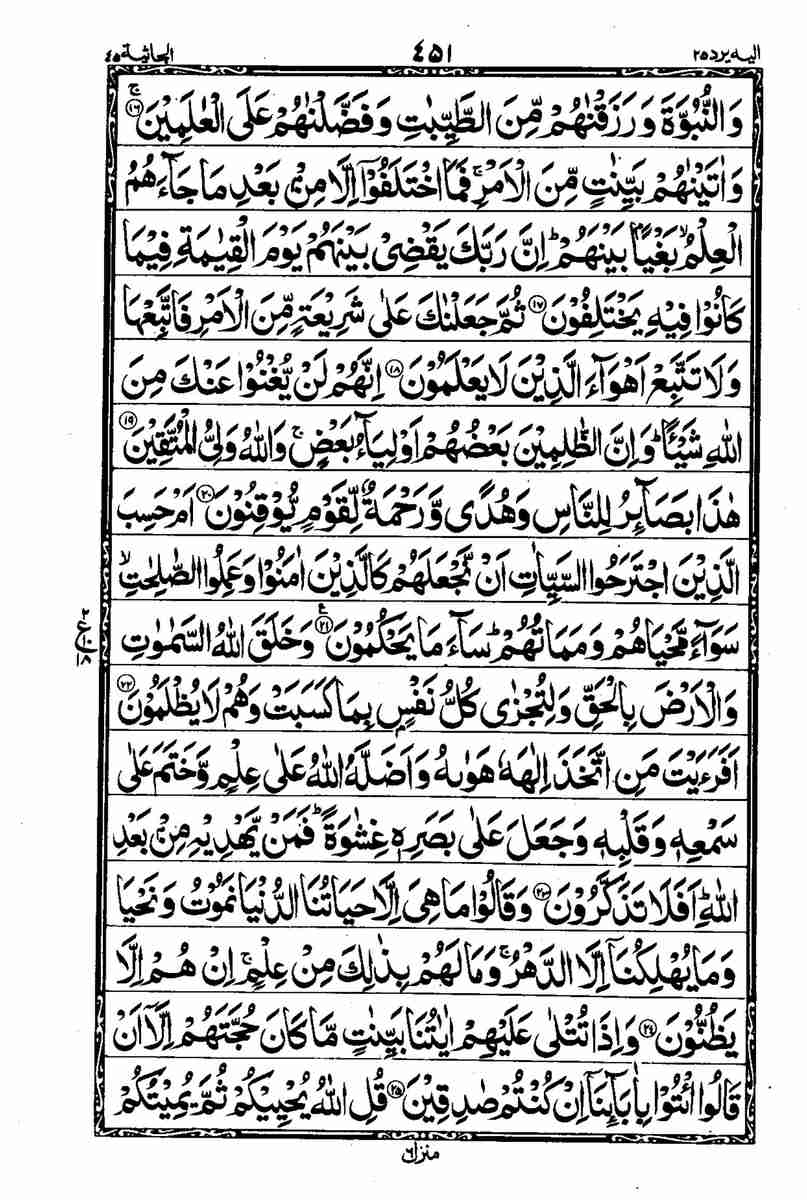 اليه يرد ٢٥
٤٥١
الجاثية ٤٥
وَالنُّبُوَّةَ وَرَزَقْنٰهُمْ مِّنَ الطَّيِّبٰتِ وَفَضَّلْنٰهُمْ عَلَى الْعٰلَمِيْنَ ۚ۝١٦
وَاٰتَيْنٰهُمْ بَيِّنٰتٍ مِّنَ الْاَمْرِ ۚ فَمَا اخْتَلَفُوْٓا اِلَّا مِنْۢ بَعْدِ مَا جَآءَهُمُ
الْعِلْمُ ۙ بَغْيًاۢ بَيْنَهُمْ ؕ اِنَّ رَبَّكَ يَقْضِيْ بَيْنَهُمْ يَوْمَ الْقِيٰمَةِ فِيْمَا
كَانُوْا فِيْهِ يَخْتَلِفُوْنَ ۝١٧ ثُمَّ جَعَلْنٰكَ عَلٰى شَرِيْعَةٍ مِّنَ الْاَمْرِ فَاتَّبِعْهَا
وَلَا تَتَّبِعْ اَهْوَآءَ الَّذِيْنَ لَا يَعْلَمُوْنَ ۝١٨ اِنَّهُمْ لَنْ يُّغْنُوْا عَنْكَ مِنَ
اللّٰهِ شَيْـًٔا ؕ وَاِنَّ الظّٰلِمِيْنَ بَعْضُهُمْ اَوْلِيَآءُ بَعْضٍ ۚ وَاللّٰهُ وَلِيُّ الْمُتَّقِيْنَ ۝١٩
هٰذَا بَصَآئِرُ لِلنَّاسِ وَهُدًى وَّرَحْمَةٌ لِّقَوْمٍ يُّوْقِنُوْنَ ۝٢٠ اَمْ حَسِبَ
الَّذِيْنَ اجْتَرَحُوا السَّيِّاٰتِ اَنْ نَّجْعَلَهُمْ كَالَّذِيْنَ اٰمَنُوْا وَعَمِلُوا الصّٰلِحٰتِ ۙ
سَوَآءً مَّحْيَاهُمْ وَمَمَاتُهُمْ ؕ سَآءَ مَا يَحْكُمُوْنَ ۝٢١ ع وَخَلَقَ اللّٰهُ السَّمٰوٰتِ
وَالْاَرْضَ بِالْحَقِّ وَلِتُجْزٰى كُلُّ نَفْسٍۭ بِمَا كَسَبَتْ وَهُمْ لَا يُظْلَمُوْنَ ۝٢٢
اَفَرَءَيْتَ مَنِ اتَّخَذَ اِلٰهَهٗ هَوٰىهُ وَاَضَلَّهُ اللّٰهُ عَلٰى عِلْمٍ وَّخَتَمَ عَلٰى
سَمْعِهٖ وَقَلْبِهٖ وَجَعَلَ عَلٰى بَصَرِهٖ غِشٰوَةً ؕ فَمَنْ يَّهْدِيْهِ مِنْۢ بَعْدِ
اللّٰهِ ؕ اَفَلَا تَذَكَّرُوْنَ ۝٢٣ وَقَالُوْا مَا هِيَ اِلَّا حَيَاتُنَا الدُّنْيَا نَمُوْتُ وَنَحْيَا
وَمَا يُهْلِكُنَآ اِلَّا الدَّهْرُ ۚ وَمَا لَهُمْ بِذٰلِكَ مِنْ عِلْمٍ ۚ اِنْ هُمْ اِلَّا
يَظُنُّوْنَ ۝٢٤ وَاِذَا تُتْلٰى عَلَيْهِمْ اٰيٰتُنَا بَيِّنٰتٍ مَّا كَانَ حُجَّتَهُمْ اِلَّآ اَنْ
قَالُوا ائْتُوْا بِاٰبَآئِنَآ اِنْ كُنْتُمْ صٰدِقِيْنَ ۝٢٥ قُلِ اللّٰهُ يُحْيِيْكُمْ ثُمَّ يُمِيْتُكُمْ
منزل ٦